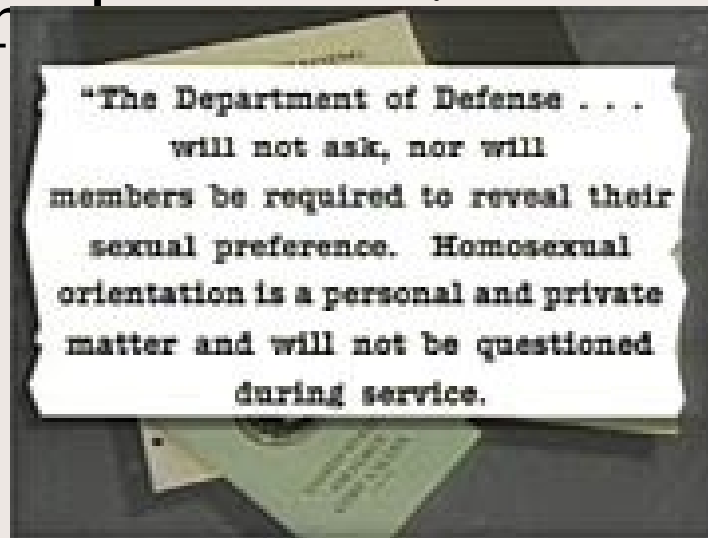 “The Department of Defense . . .
will not ask, nor will
members be required to reveal their
sexual preference. Homosexual
orientation is a personal and private
matter and will not be questioned
during service.